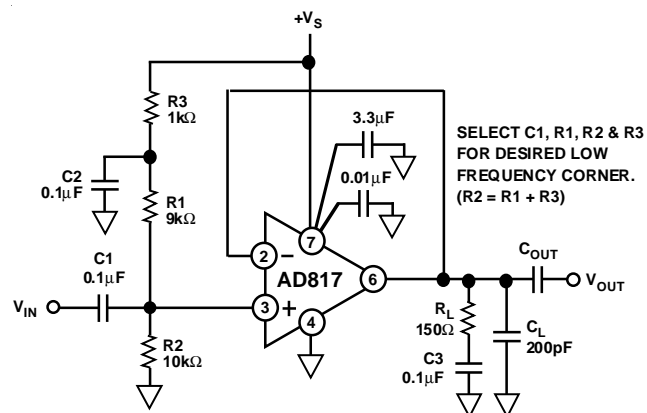 +VS
R3
1kΩ
3.3µF
SELECT C1, R1, R2 & R3
FOR DESIRED LOW
FREQUENCY CORNER.
(R2 = R1 + R3)
C2
0.1µF
0.01µF
R1
9kΩ
C1
0.1µF
2
–
7
AD817
6
COUT
VOUT
VIN
3
+
4
RL
150Ω
CL
200pF
R2
10kΩ
C3
0.1µF